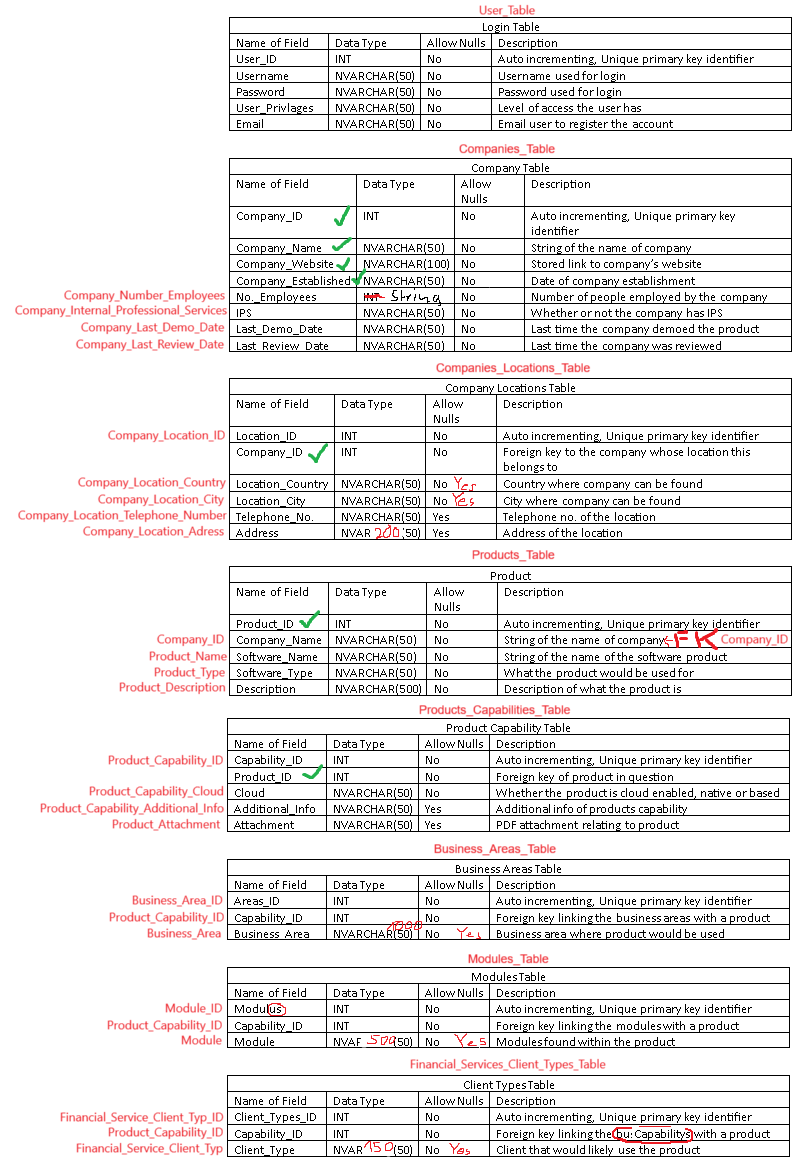 User_Table
Login Table
Name of Field Data Type Allow Nulls Description
User_ID INT No Auto incrementing, Unique primary key identifier
Username NVARCHAR(50) No Username used for login
Password NVARCHAR(50) No Password used for login
User_Privlages NVARCHAR(50) No Level of access the user has
Email NVARCHAR(50) No Email user to register the account
Companies_Table
Company Table
Name of Field Data Type Allow Nulls Description
Company_ID INT No Auto incrementing, Unique primary key identifier
Company_Name NVARCHAR(50) No String of the name of company
Company_Website NVARCHAR(100) No Stored link to company's website
Company_Established NVARCHAR(50) No Date of company establishment
Company_Number_Employees No._Employees INT String No Number of people employed by the company
Company_Internal_Professional_Services IPS NVARCHAR(50) No Whether or not the company has IPS
Company_Last_Demo_Date Last_Demo_Date NVARCHAR(50) No Last time the company demoed the product
Company_Last_Review_Date Last_Review_Date NVARCHAR(50) No Last time the company was reviewed
Companies_Locations_Table
Company Locations Table
Name of Field Data Type Allow Nulls Description
Company_Location_ID Location_ID INT No Auto incrementing, Unique primary key identifier
Company_ID INT No Foreign key to the company whose location this belongs to
Company_Location_Country Location_Country NVARCHAR(50) No Yes Country where company can be found
Company_Location_City Location_City NVARCHAR(50) No Yes City where company can be found
Company_Location_Telephone_Number Telephone_No. NVARCHAR(50) Yes Telephone no. of the location
Company_Location_Adress Address NVAR 200 50) Yes Address of the location
Products_Table
Product
Name of Field Data Type Allow Nulls Description
Product_ID INT No Auto incrementing, Unique primary key identifier
Company_ID Company_Name NVARCHAR(50) No String of the name of company FK Company_ID
Product_Name Software_Name NVARCHAR(50) No String of the name of the software product
Product_Type Software_Type NVARCHAR(50) No What the product would be used for
Product_Description Description NVARCHAR(500) No Description of what the product is
Products_Capabilities_Table
Product Capability Table
Name of Field Data Type Allow Nulls Description
Product_Capability_ID Capability_ID INT No Auto incrementing, Unique primary key identifier
Product_ID INT No Foreign key of product in question
Product_Capability_Cloud Cloud NVARCHAR(50) No Whether the product is cloud enabled, native or based
Product_Capability_Additional_Info Additional_Info NVARCHAR(50) Yes Additional info of products capability
Product_Attachment Attachment NVARCHAR(50) Yes PDF attachment relating to product
Business_Areas_Table
Business Areas Table
Name of Field Data Type Allow Nulls Description
Business_Area_ID Areas_ID INT No Auto incrementing, Unique primary key identifier
Product_Capability_ID Capability_ID INT No Foreign key linking the business areas with a product
Business_Area Business Area NVARCHAR(50) 1000 No Yes Business area where product would be used
Modules_Table
Modules Table
Name of Field Data Type Allow Nulls Description
Module_ID Modulus INT No Auto incrementing, Unique primary key identifier
Product_Capability_ID Capability_ID INT No Foreign key linking the modules with a product
Module Module NVAF 500 (50) No Yes Modules found within the product
Financial_Services_Client_Types_Table
Client Types Table
Name of Field Data Type Allow Nulls Description
Financial_Service_Client_Typ_ID Client_Types_ID INT No Auto incrementing, Unique primary key identifier
Product_Capability_ID Capability_ID INT No Foreign key linking the bu Capabilitys with a product
Financial_Service_Client_Typ Client_Type NVAR 150 (50) No Yes Client that would likely use the product